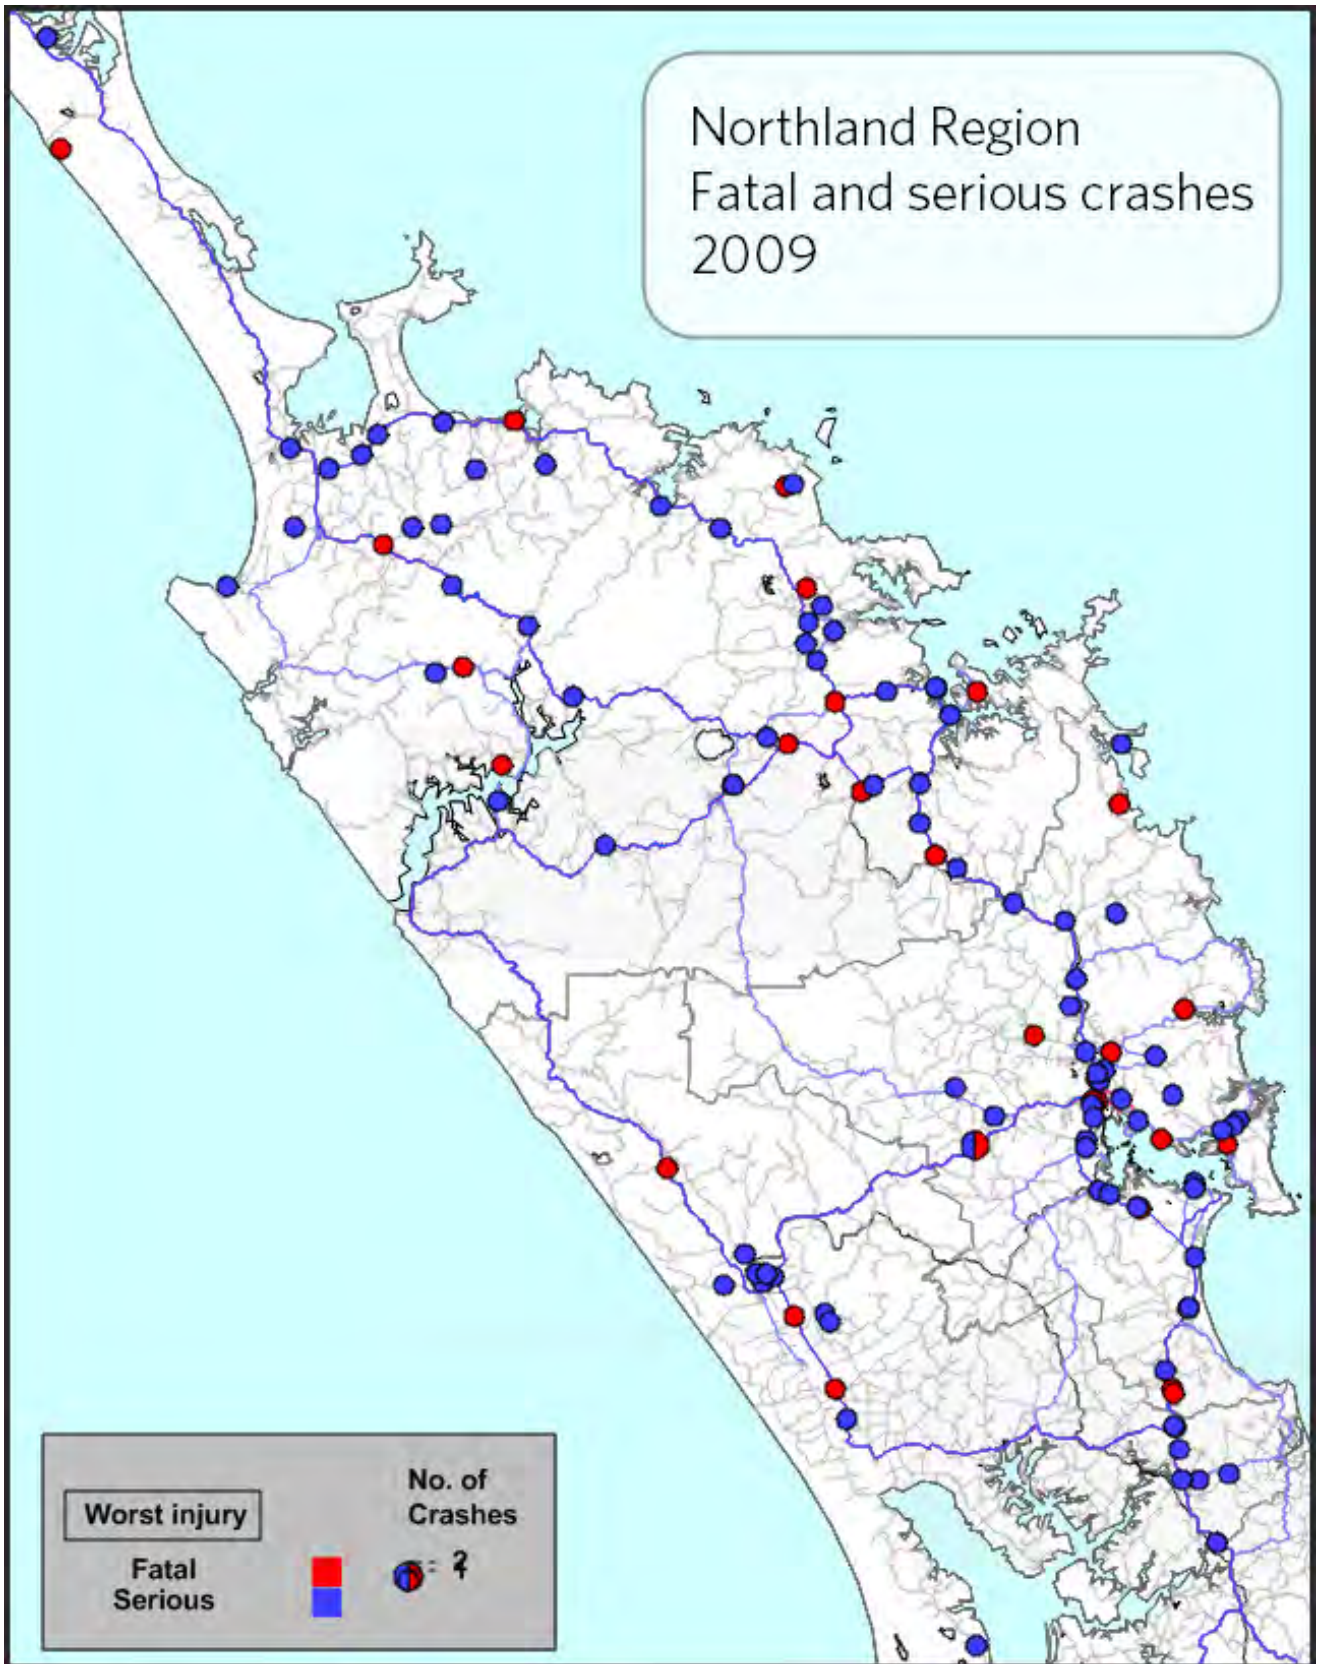 Northland Region
Fatal and serious crashes
2009
No. of
Crashes
Worst injury
Fatal
Serious